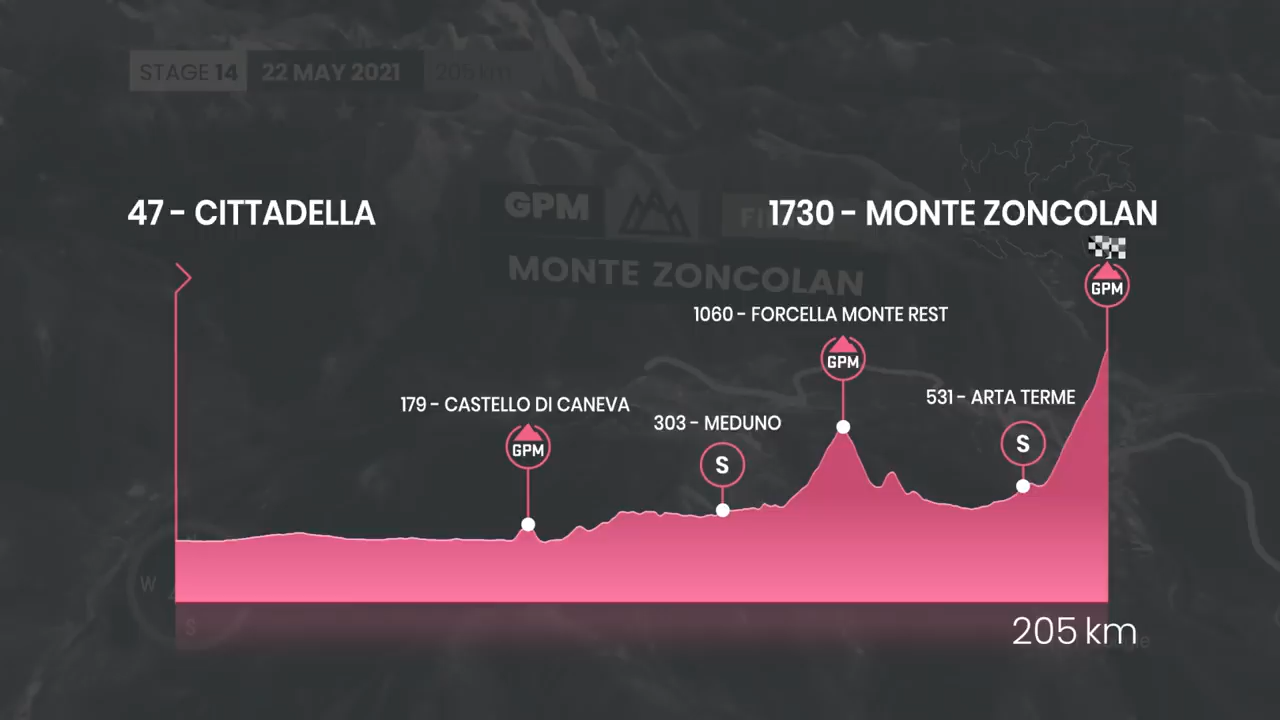 STAGE 14 22 MAY 2021 205 km
47 - CITTADELLA
1730 - MONTE ZONCOLAN
GPM
MONTE ZONCOLAN
GPM
1060 - FORCELLA MONTE REST
GPM
179 - CASTELLO DI CANEVA
GPM
303 - MEDUNO
S
531 - ARTA TERME
S
W
S
205 km